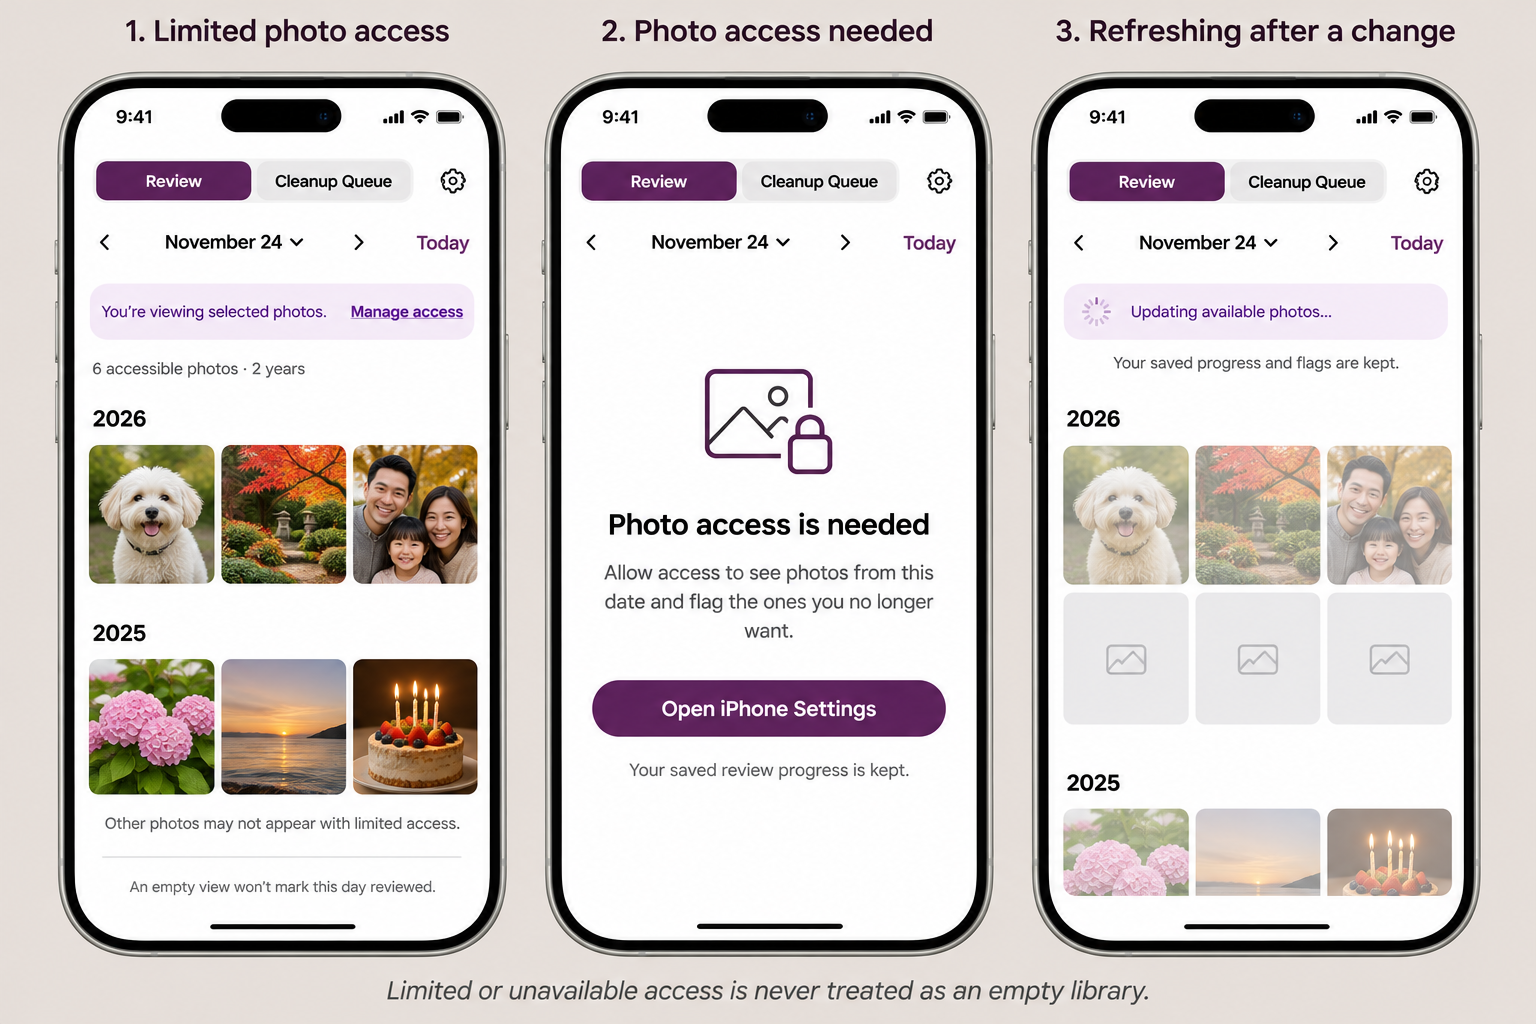 1. Limited photo access
9:41
Review
Cleanup Queue
November 24
Today
You're viewing selected photos.
Manage access
6 accessible photos · 2 years
2026
2025
Other photos may not appear with limited access.
An empty view won't mark this day reviewed.
2. Photo access needed
9:41
Review
Cleanup Queue
November 24
Today
Photo access is needed
Allow access to see photos from this
date and flag the ones you no longer
want.
Open iPhone Settings
Your saved review progress is kept.
3. Refreshing after a change
9:41
Review
Cleanup Queue
November 24
Today
Updating available photos...
Your saved progress and flags are kept.
2026
2025
Limited or unavailable access is never treated as an empty library.